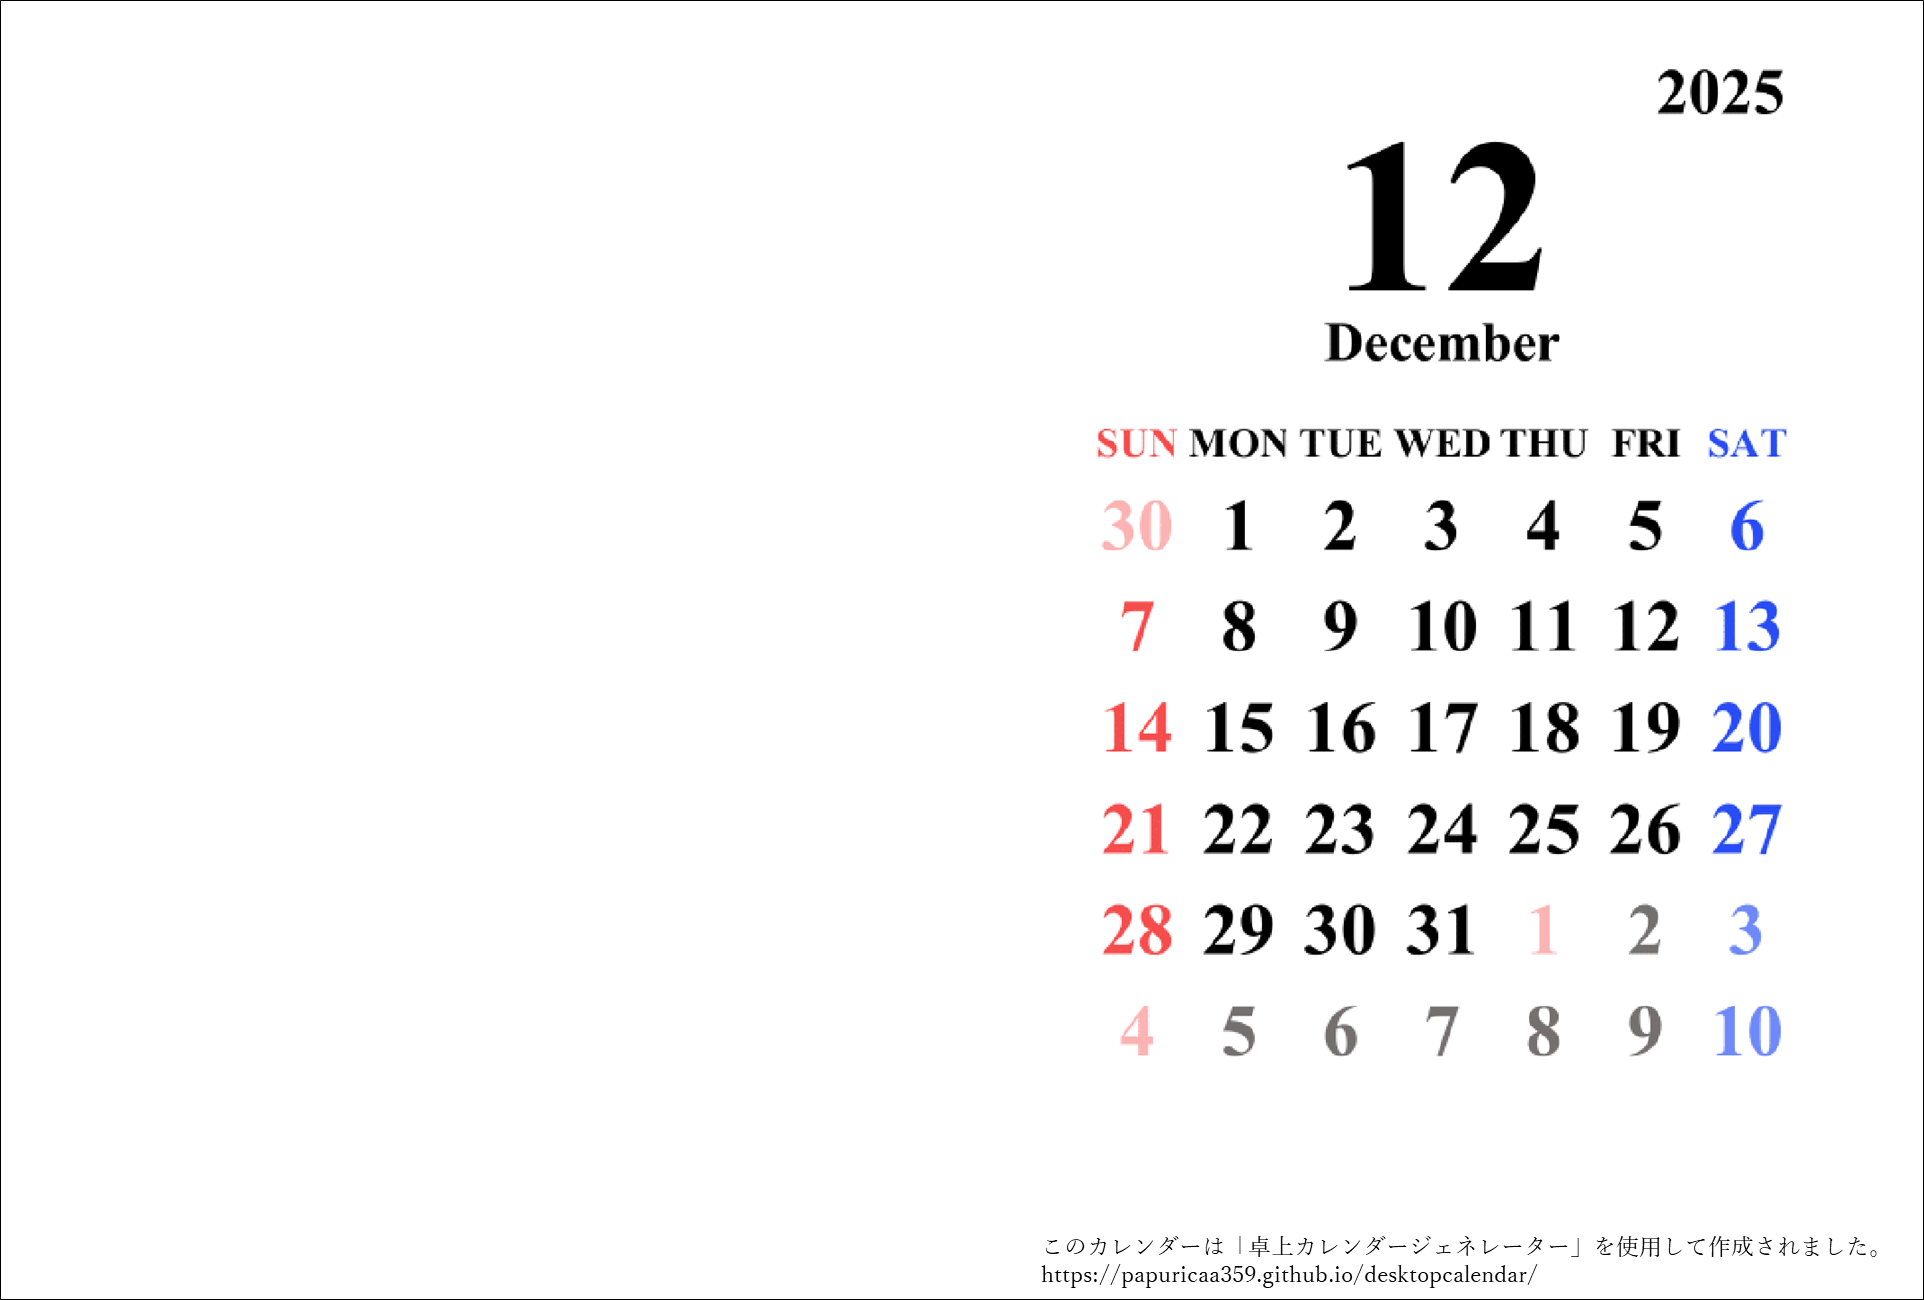 2025
12
December
SUN MON TUE WED THU FRI SAT
30 1 2 3 4 5 6
7 8 9 10 11 12 13
14 15 16 17 18 19 20
21 22 23 24 25 26 27
28 29 30 31 1 2 3
4 5 6 7 8 9 10
このカレンダーは「卓上カレンダージェネレーター」を使用して作成されました。
https://papuricaa359.github.io/desktopcalendar/